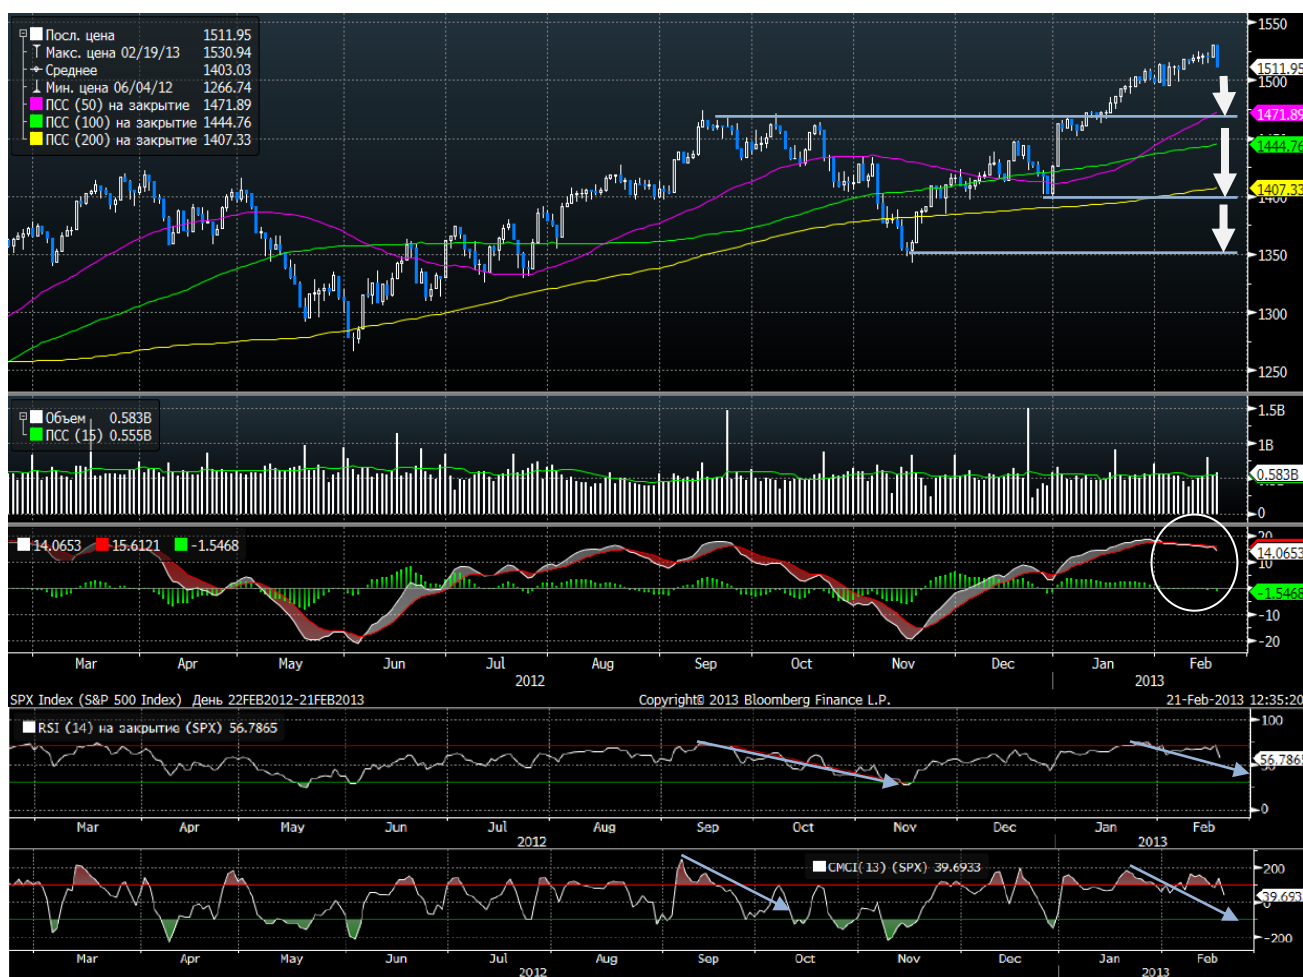 Посл. цена 1511.95
Макс. цена 02/19/13 1530.94
Среднее 1403.03
Мин. цена 06/04/12 1266.74
ПСС (50) на закрытие 1471.89
ПСС (100) на закрытие 1444.76
ПСС (200) на закрытие 1407.33
1550
1511.95
1500
1471.89
1444.76
1407.33
1400
1350
1300
1250
Объем 0.583B
ПСС (15) 0.555B
1.5B
1B
0.583B
0
14.0653 15.6121 -1.5468
20
14.0653
10
-1.5468
-10
-20
Mar Apr May Jun Jul Aug Sep Oct Nov Dec Jan Feb
2012 2013
SPX Index (S&P 500 Index) День 22FEB2012-21FEB2013 Copyright© 2013 Bloomberg Finance L.P. 21-Feb-2013 12:35:20
RSI (14) на закрытие (SPX) 56.7865
100
56.7865
0
Mar Apr May Jun Jul Aug Sep Oct Nov Dec Jan Feb
2012 2013
CMCI(13) (SPX) 39.6933
200
39.6933
0
-200
Mar Apr May Jun Jul Aug Sep Oct Nov Dec Jan Feb
2012 2013